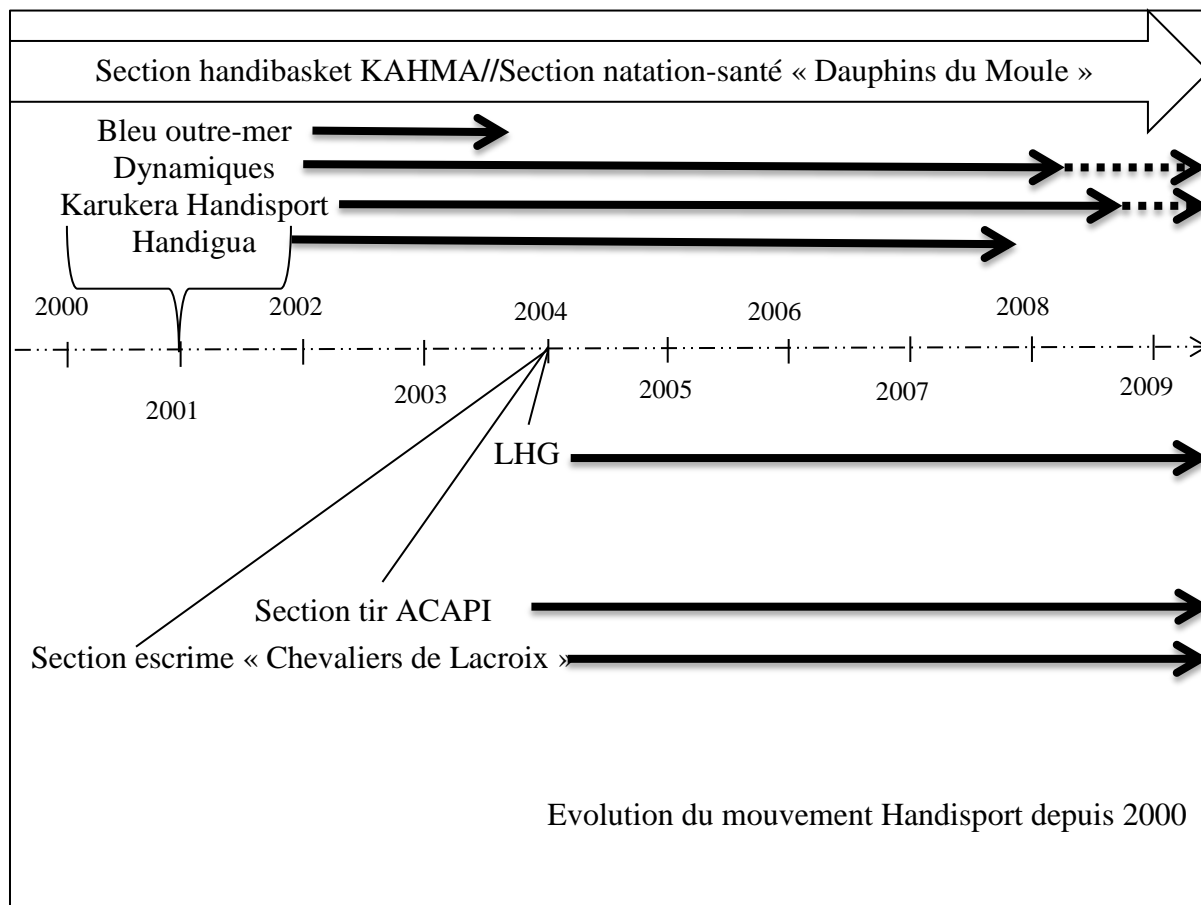 Section handibasket KAHMA//Section natation-santé « Dauphins du Moule »
Bleu outre-mer
Dynamiques
Karukera Handisport
Handigua
2000
2002
2004
2006
2008
2001
2003
2005
2007
2009
LHG
Section tir ACAPI
Section escrime « Chevaliers de Lacroix »
Evolution du mouvement Handisport depuis 2000